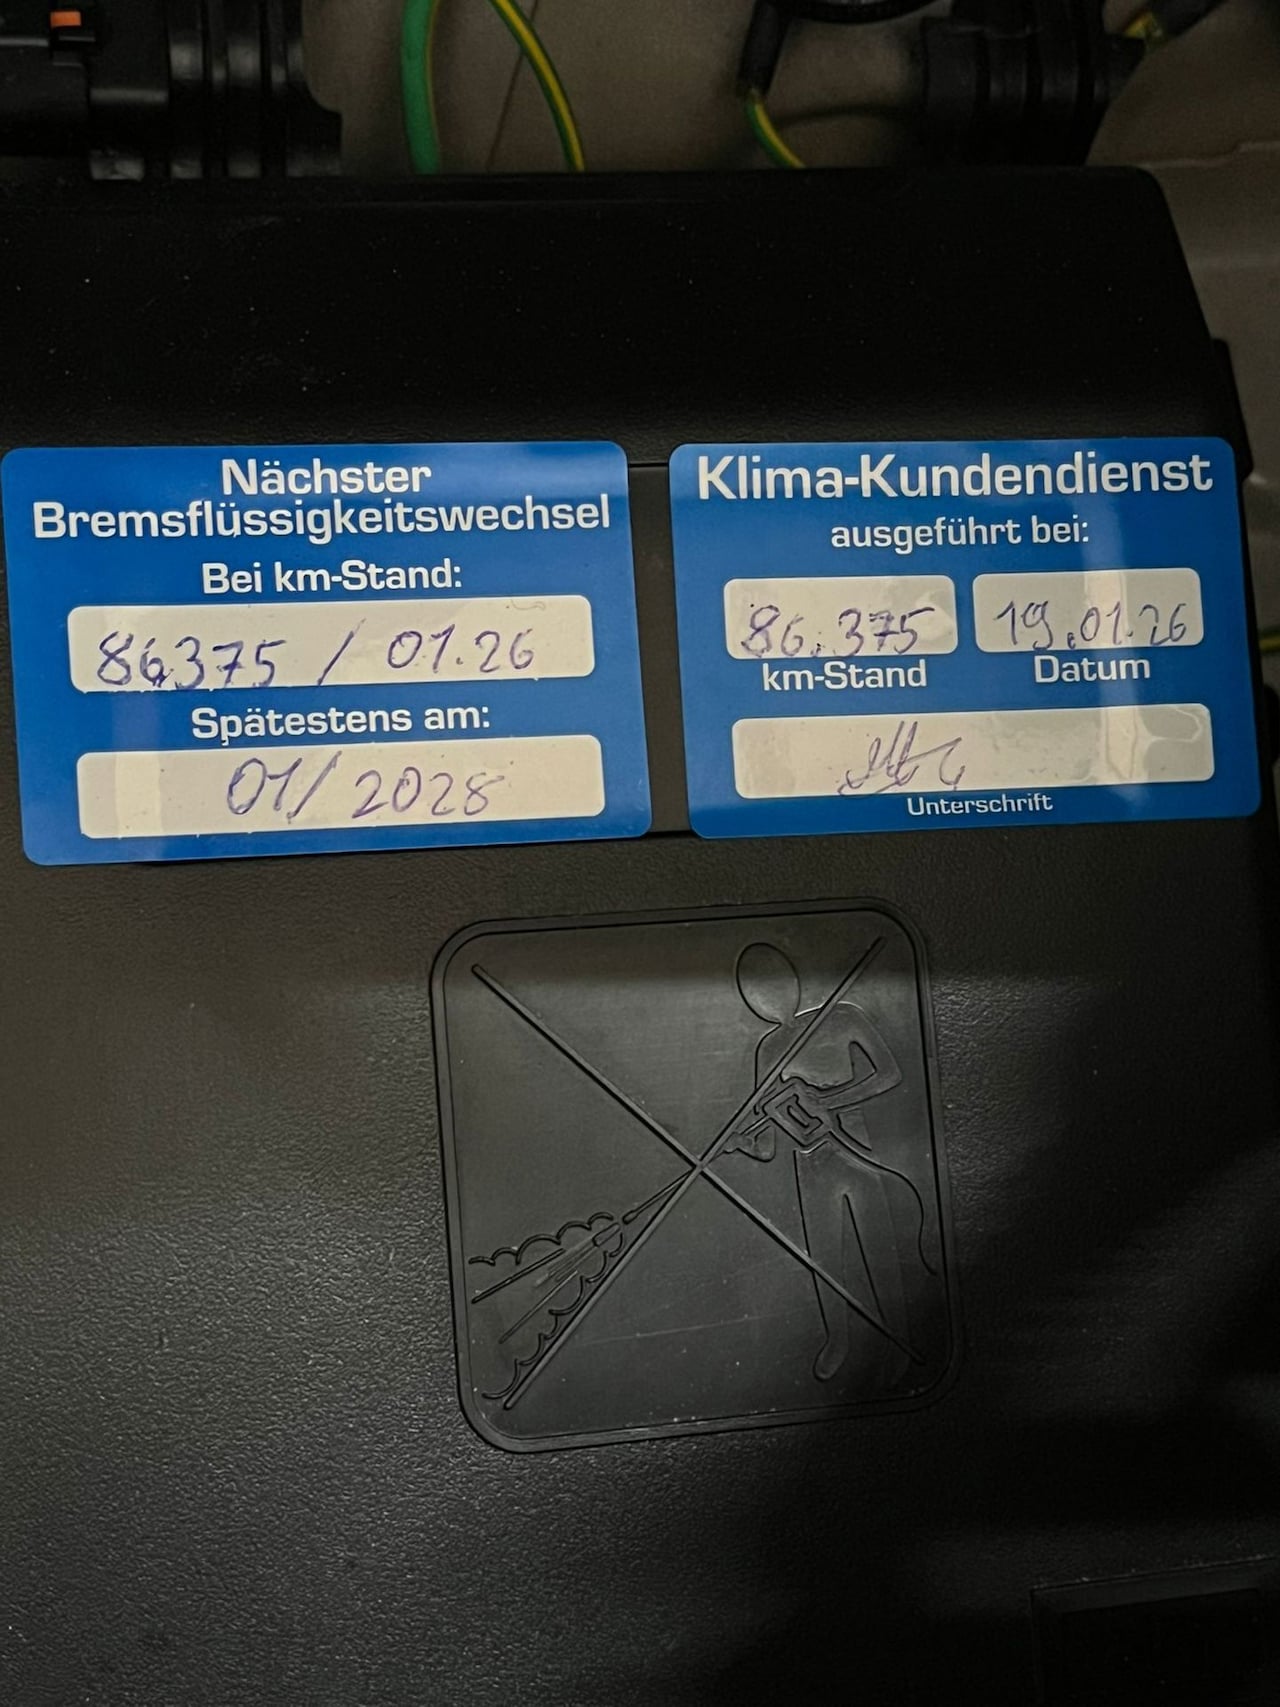 Nächster
Bremsflüssigkeitswechsel
Bei km-Stand:
86375 / 01.26
Spätestens am:
01/2028
Klima-Kundendienst
ausgeführt bei:
86.375 19.01.26
km-Stand Datum
Unterschrift